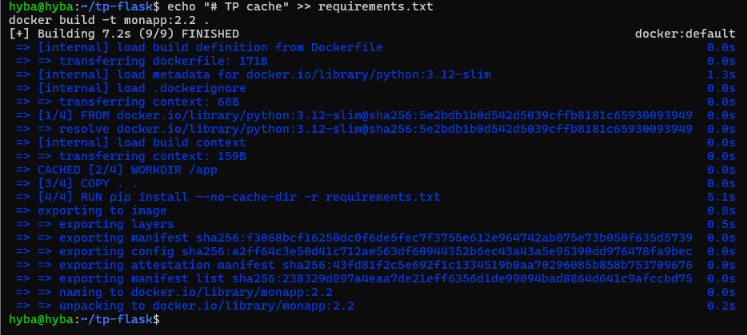 hyba@hyba:~/tp-flask$ echo "# TP cache" >> requirements.txt
docker build -t monapp:2.2 .
[+] Building 7.2s (9/9) FINISHED docker:default
=> [internal] load build definition from Dockerfile 0.0s
=> => transferring dockerfile: 171B 0.0s
=> [internal] load metadata for docker.io/library/python:3.12-slim 1.3s
=> [internal] load .dockerignore 0.0s
=> => transferring context: 68B 0.0s
=> [1/4] FROM docker.io/library/python:3.12-slim@sha256:5e2bdb1b0d542d5039cffb8181c65930093949 0.0s
=> => resolve docker.io/library/python:3.12-slim@sha256:5e2bdb1b0d542d5039cffb8181c65930093949 0.0s
=> [internal] load build context 0.0s
=> => transferring context: 159B 0.0s
=> CACHED [2/4] WORKDIR /app 0.0s
=> [3/4] COPY . . 0.0s
=> [4/4] RUN pip install --no-cache-dir -r requirements.txt 5.1s
=> exporting to image 0.8s
=> => exporting layers 0.5s
=> => exporting manifest sha256:f3068bcf16250dc0f6de5fec7f3755e612e964742ab075e73b050f635d5739 0.0s
=> => exporting config sha256:a2ff64c3e50d41c712ae563df60944352b6ec43a43a5e95390dd976478fa9bec 0.0s
=> => exporting attestation manifest sha256:43fd81f2c5e692f1c1334519b0aa70296085b858b753709676 0.0s
=> => exporting manifest list sha256:238329d897a4eaa7de21eff6356d1de99094bad8864d641c9afccbd75 0.0s
=> => naming to docker.io/library/monapp:2.2 0.0s
=> => unpacking to docker.io/library/monapp:2.2 0.2s
hyba@hyba:~/tp-flask$